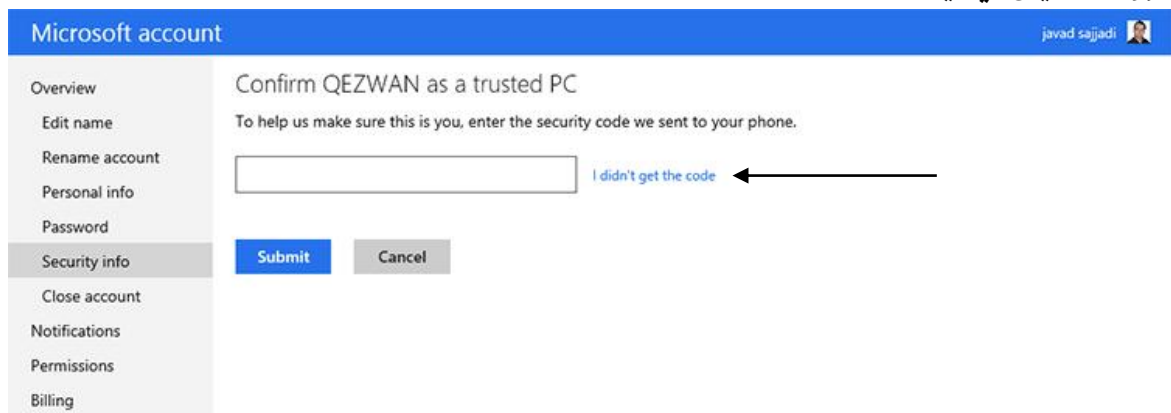 Microsoft account
javad sajjadi
Overview
Edit name
Rename account
Personal info
Password
Security info
Close account
Notifications
Permissions
Billing
Confirm QEZWAN as a trusted PC
To help us make sure this is you, enter the security code we sent to your phone.
I didn't get the code
Submit
Cancel